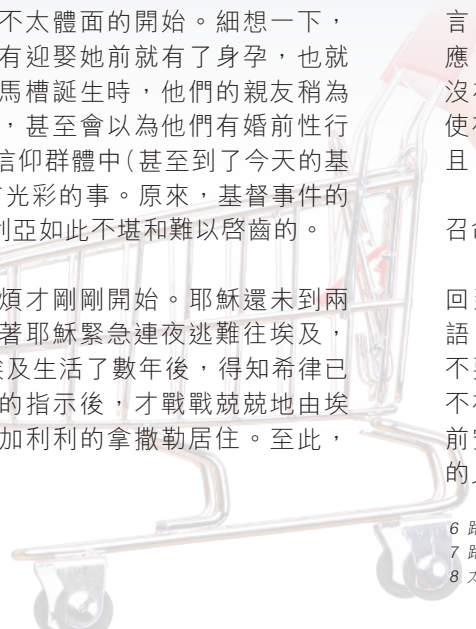 不太體面的開始。細想一下，
有迎娶她前就有了身孕，也就
馬槽誕生時，他們的親友稍為
，甚至會以為他們有婚前性行
信仰群體中(甚至到了今天的基
光彩的事。原來，基督事件的
利亞如此不堪和難以啓齒的。
煩才剛剛開始。耶穌還未到兩
著耶穌緊急連夜逃難往埃及，
埃及生活了數年後，得知希律已
的指示後，才戰戰兢兢地由埃
加利利的拿撒勒居住。至此，
言
應
沒
使
且
召
回
語
不
不
前
的
6
7
8